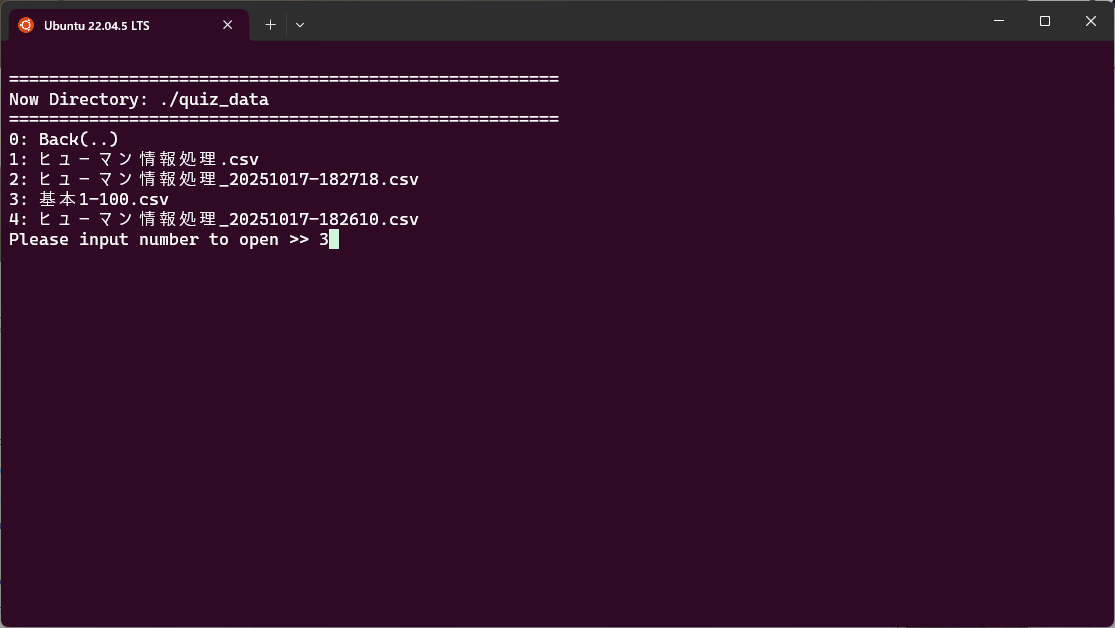 Ubuntu 22.04.5 LTS
=======================================================
Now Directory: ./quiz_data
=======================================================
0: Back(..)
1: ヒューマン情報処理.csv
2: ヒューマン情報処理_20251017-182718.csv
3: 基本1-100.csv
4: ヒューマン情報処理_20251017-182610.csv
Please input number to open >> 3